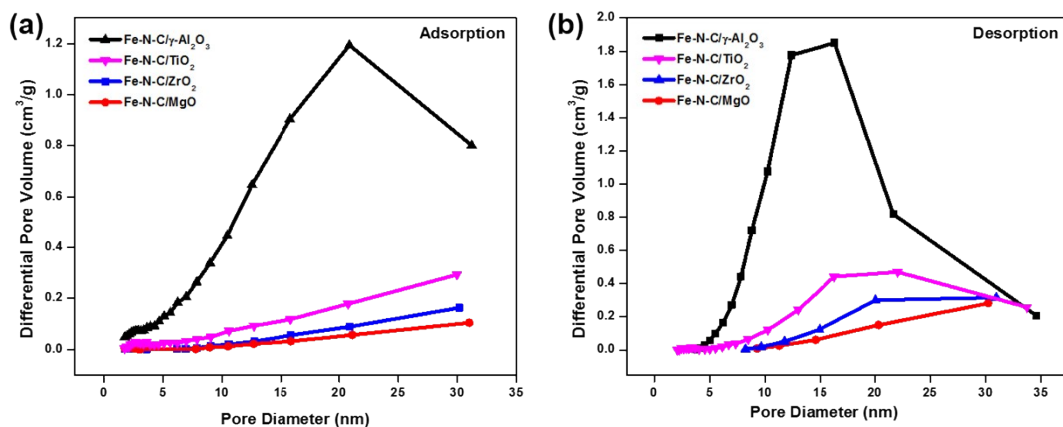 (a)
Adsorption
Fe-N-C/γ-Al₂O₃
Fe-N-C/TiO₂
Fe-N-C/ZrO₂
Fe-N-C/MgO
Differential Pore Volume (cm³/g)
1.2
1.0
0.8
0.6
0.4
0.2
0.0
0 5 10 15 20 25 30 35
Pore Diameter (nm)
(b)
Desorption
Fe-N-C/γ-Al₂O₃
Fe-N-C/TiO₂
Fe-N-C/ZrO₂
Fe-N-C/MgO
Differential Pore Volume (cm³/g)
2.0
1.8
1.6
1.4
1.2
1.0
0.8
0.6
0.4
0.2
0.0
0 5 10 15 20 25 30 35
Pore Diameter (nm)